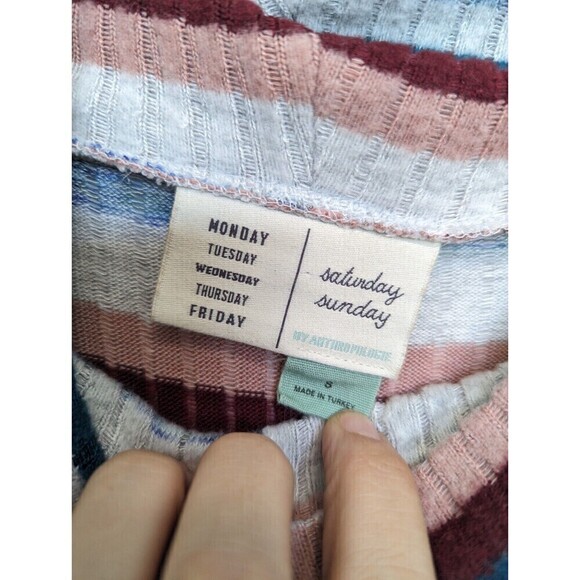 MONDAY
TUESDAY
WEDNESDAY
THURSDAY
FRIDAY
saturday
sunday
BY ANTHROPOLOGIE
S
MADE IN TURKEY